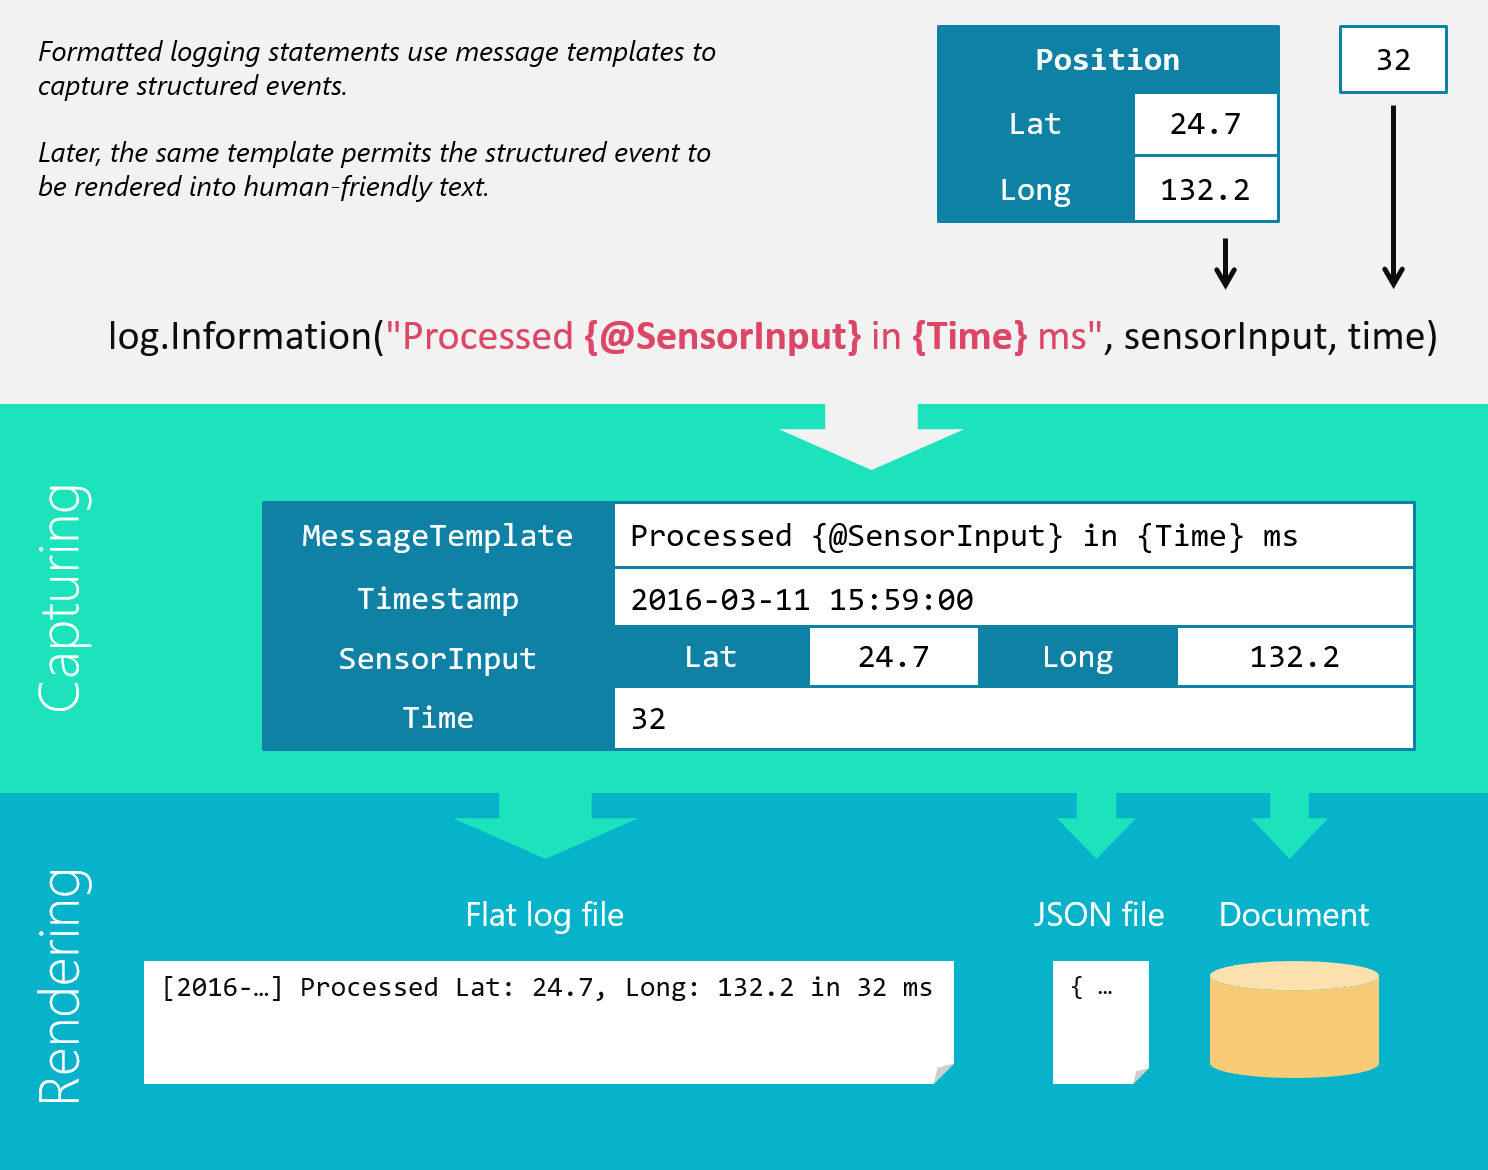 Formatted logging statements use message templates to
capture structured events.
Later, the same template permits the structured event to
be rendered into human-friendly text.
Position
Lat 24.7
Long 132.2
32
log.Information("Processed {@SensorInput} in {Time} ms", sensorInput, time)
Capturing
MessageTemplate Processed {@SensorInput} in {Time} ms
Timestamp 2016-03-11 15:59:00
SensorInput Lat 24.7 Long 132.2
Time 32
Rendering
Flat log file
[2016-…] Processed Lat: 24.7, Long: 132.2 in 32 ms
JSON file
{ …
Document